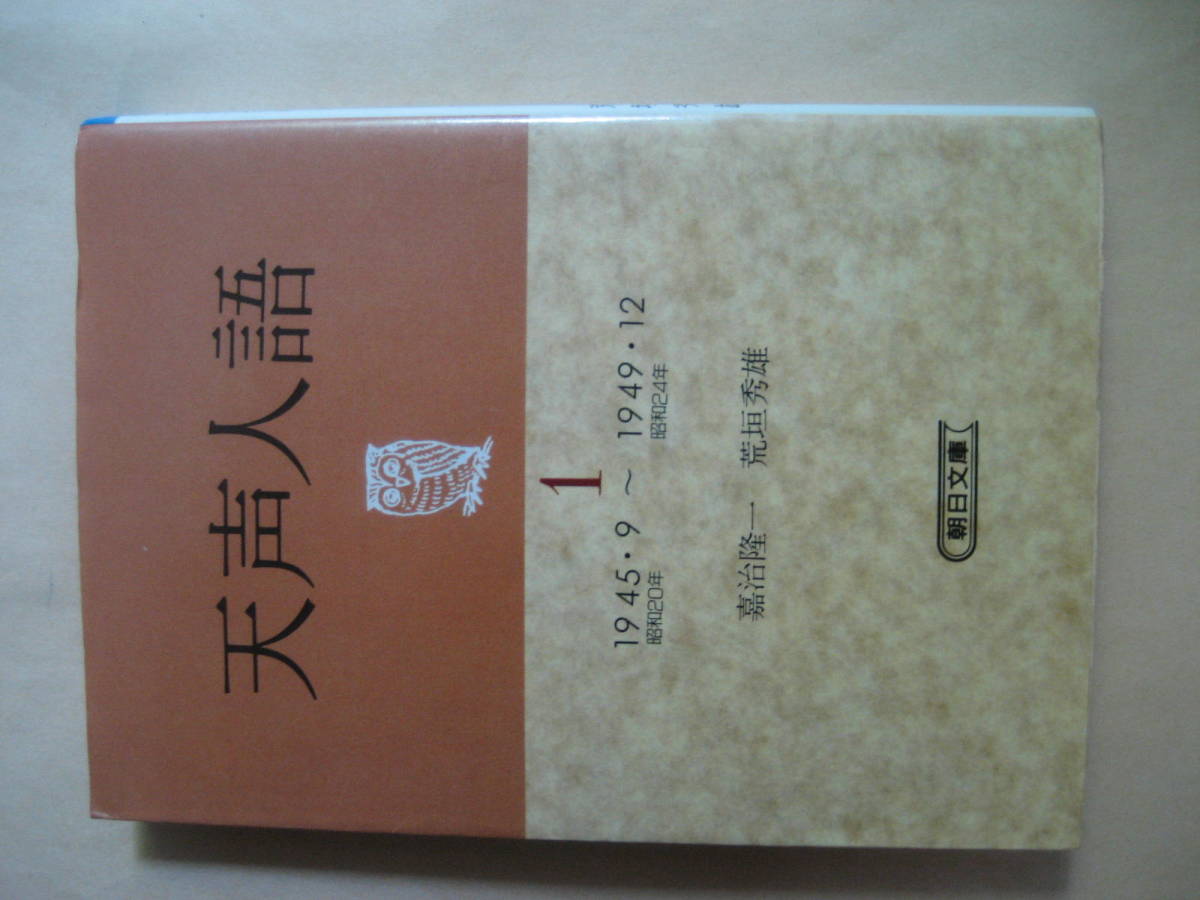 天声人語
1
1945・9 〜 1949・12
昭和20年 昭和24年
嘉治隆一 荒垣秀雄
朝日文庫